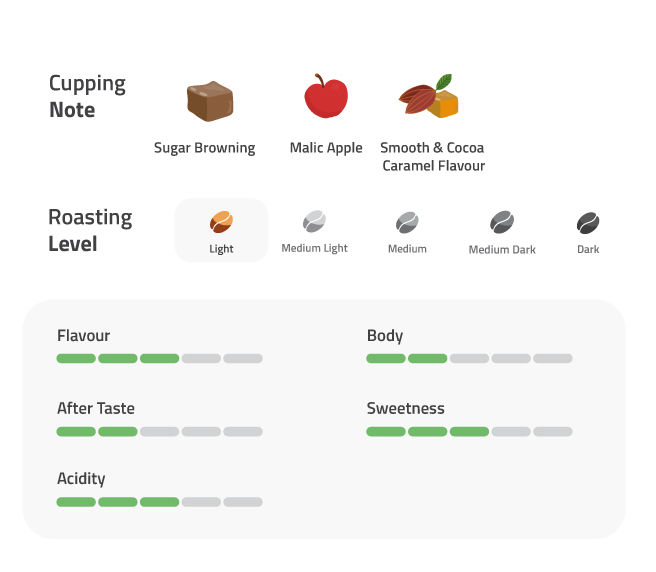 Cupping
Note
Sugar Browning
Malic Apple
Smooth & Cocoa
Caramel Flavour
Roasting
Level
Light
Medium Light
Medium
Medium Dark
Dark
Flavour
Body
After Taste
Sweetness
Acidity